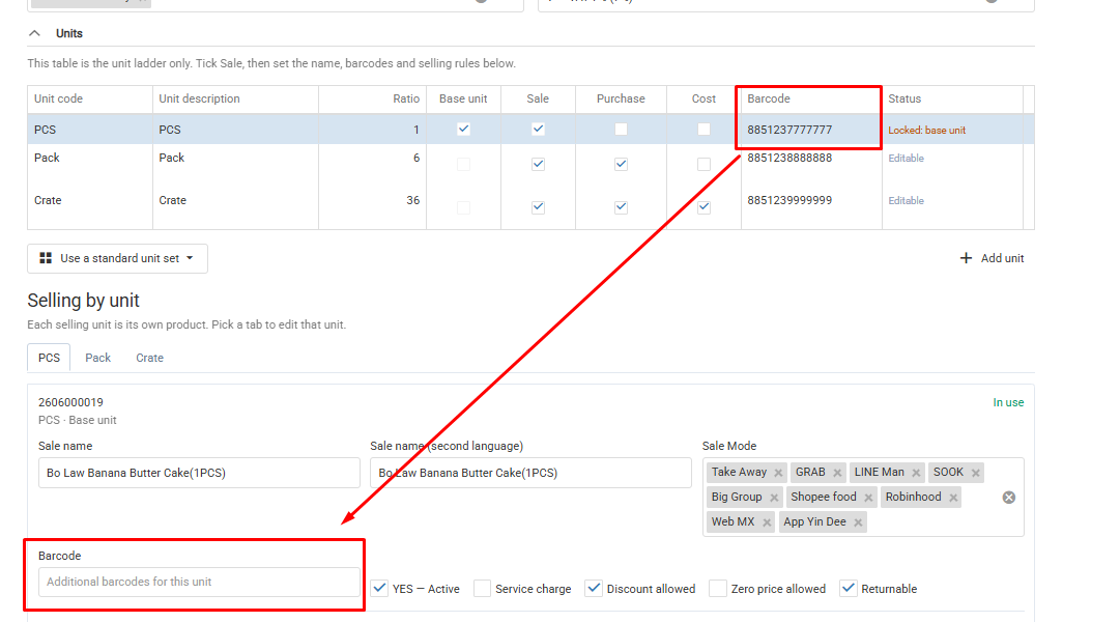 Units
This table is the unit ladder only. Tick Sale, then set the name, barcodes and selling rules below.
Unit code Unit description Ratio Base unit Sale Purchase Cost Barcode Status
PCS PCS 1 8851237777777 Locked: base unit
Pack Pack 6 8851238888888 Editable
Crate Crate 36 8851239999999 Editable
Use a standard unit set + Add unit
Selling by unit
Each selling unit is its own product. Pick a tab to edit that unit.
PCS Pack Crate
2606000019 In use
PCS · Base unit
Sale name Sale name (second language) Sale Mode
Bo Law Banana Butter Cake(1PCS) Bo Law Banana Butter Cake(1PCS) Take Away × GRAB × LINE Man × SOOK ×
Big Group × Shopee food × Robinhood ×
Web MX × App Yin Dee ×
Barcode
Additional barcodes for this unit YES — Active Service charge Discount allowed Zero price allowed Returnable